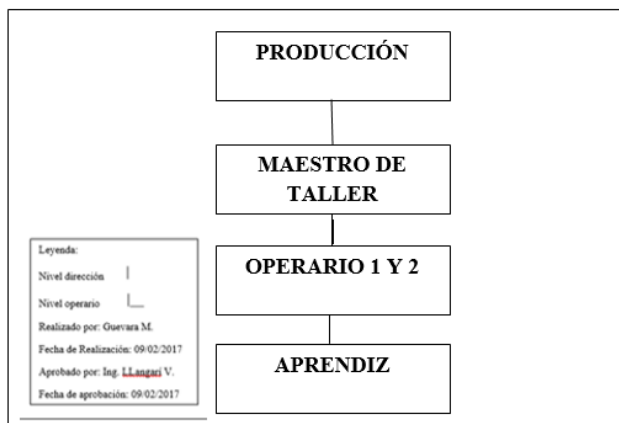 PRODUCCIÓN
MAESTRO DE
TALLER
OPERARIO 1 Y 2
APRENDIZ
Leyenda:
Nivel dirección
Nivel operario
Realizado por: Guevara M.
Fecha de Realización: 09/02/2017
Aprobado por: Ing. LLangarí V.
Fecha de aprobación: 09/02/2017